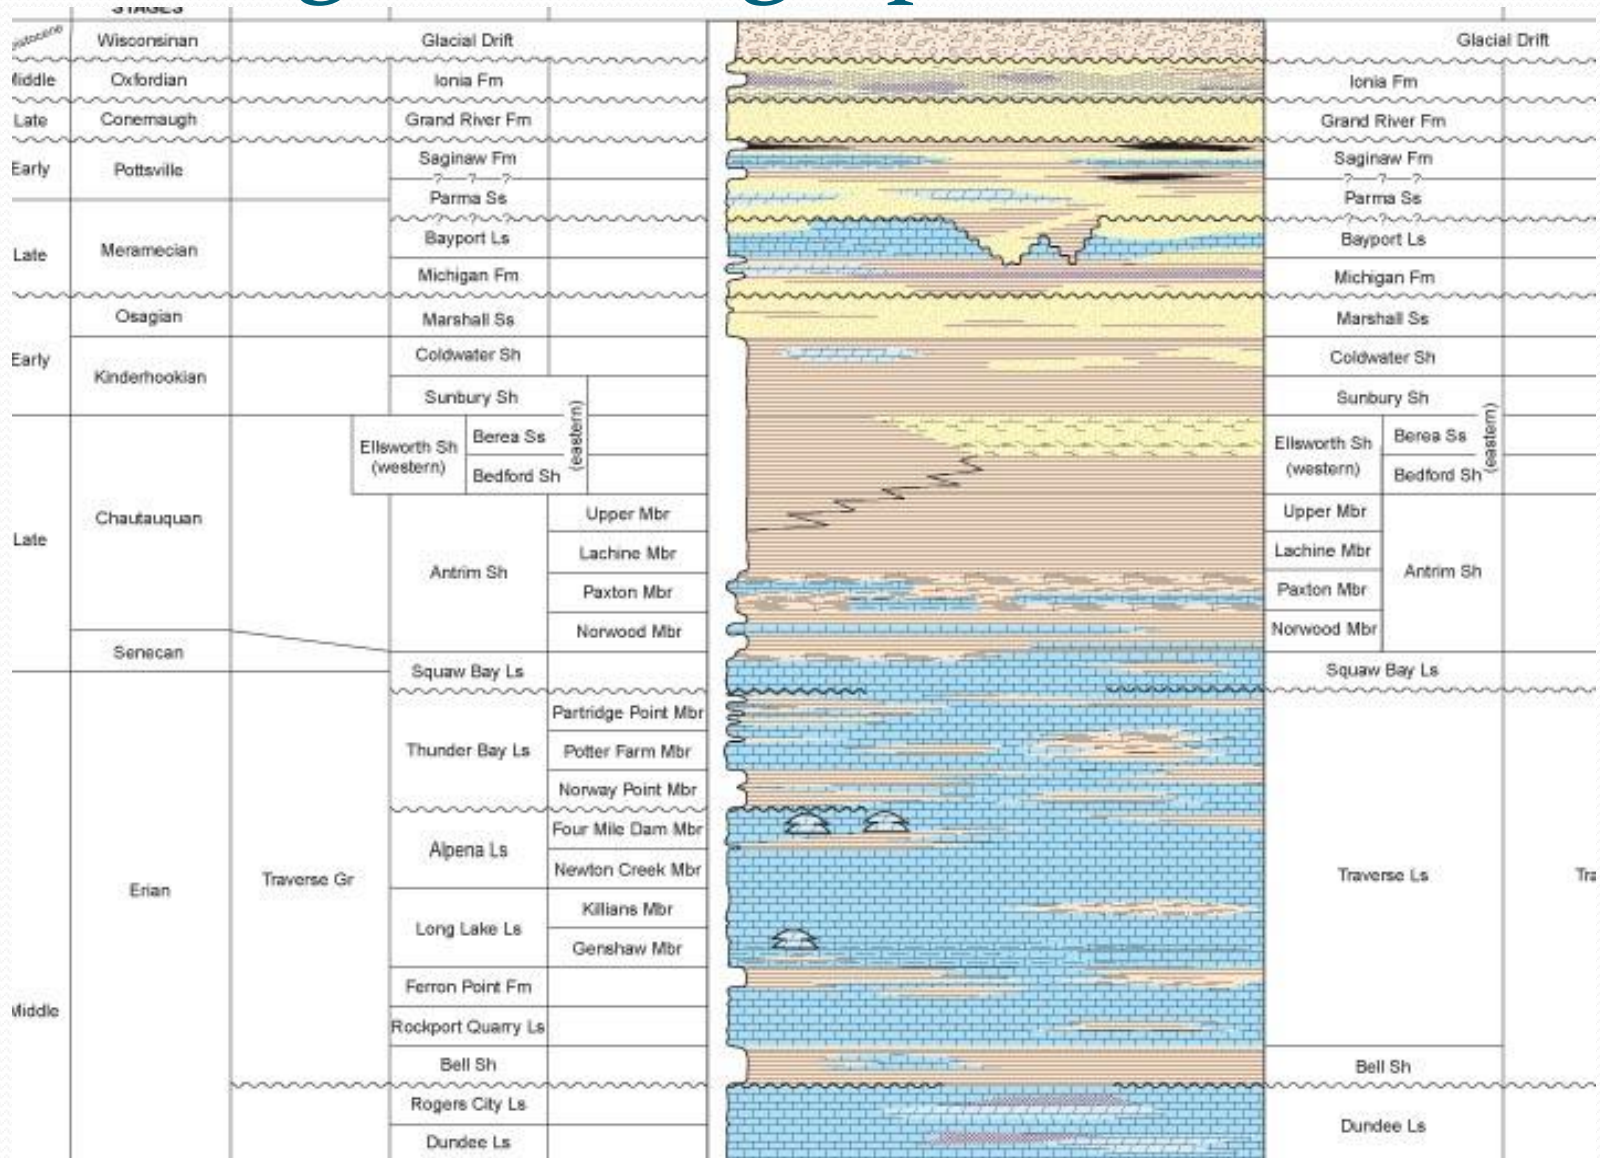 STAGES
Wisconsinan Glacial Drift Glacial Drift
Middle Oxfordian Ionia Fm Ionia Fm
Late Conemaugh Grand River Fm Grand River Fm
Early Pottsville Saginaw Fm Saginaw Fm
? ? ? ? ? ?
Parma Ss Parma Ss
? ? ? ? ? ?
Late Meramecian Bayport Ls Bayport Ls
Michigan Fm Michigan Fm
Osagian Marshall Ss Marshall Ss
Early Kinderhookian Coldwater Sh Coldwater Sh
Sunbury Sh Sunbury Sh
Ellsworth Sh Berea Ss (eastern) Ellsworth Sh Berea Ss (eastern)
(western) Bedford Sh (western) Bedford Sh
Late Chautauquan Upper Mbr Upper Mbr
Lachine Mbr Lachine Mbr
Antrim Sh Antrim Sh
Paxton Mbr Paxton Mbr
Norwood Mbr Norwood Mbr
Senecan
Squaw Bay Ls Squaw Bay Ls
Partridge Point Mbr
Thunder Bay Ls Potter Farm Mbr
Norway Point Mbr
Four Mile Dam Mbr
Alpena Ls
Newton Creek Mbr
Erian Traverse Gr Traverse Ls Tra
Killians Mbr
Long Lake Ls
Genshaw Mbr
Ferron Point Fm
Middle
Rockport Quarry Ls
Bell Sh Bell Sh
Rogers City Ls
Dundee Ls
Dundee Ls